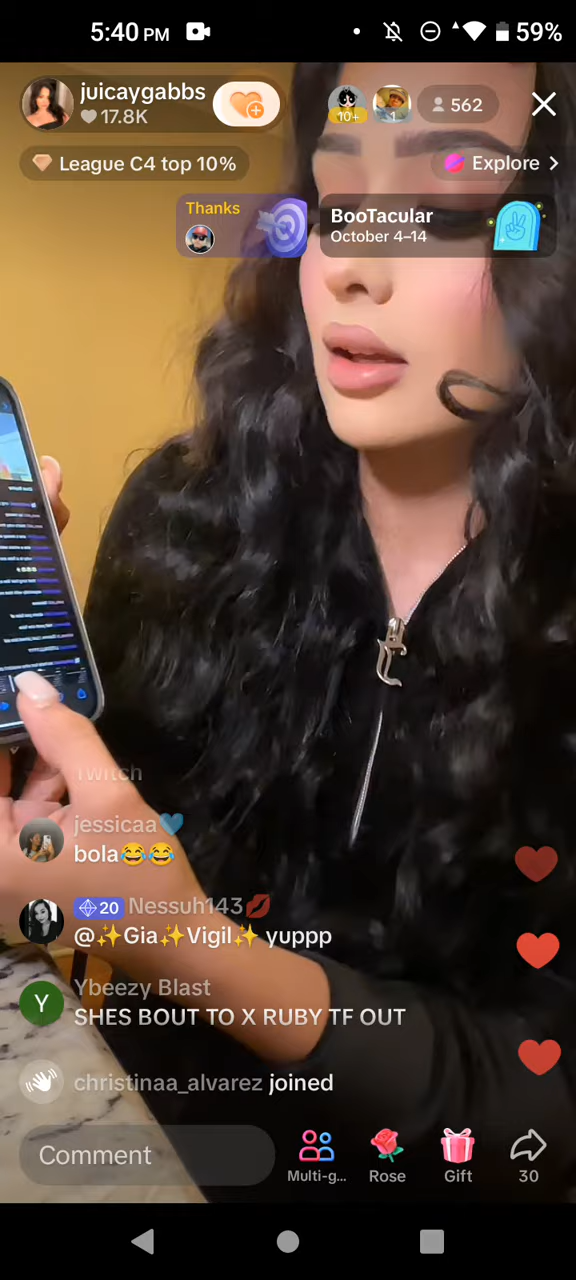 5:40 PM
59%
juicaygabbs
17.8K
10+
1
562
League C4 top 10%
Explore
Thanks
BooTacular
October 4–14
Twitch
jessicaa💙
bola😂😂
20 Nessuh143💋
@✨Gia✨Vigil✨ yuppp
Y
Ybeezy Blast
SHES BOUT TO X RUBY TF OUT
christinaa_alvarez joined
Comment
Multi-g...
Rose
Gift
30